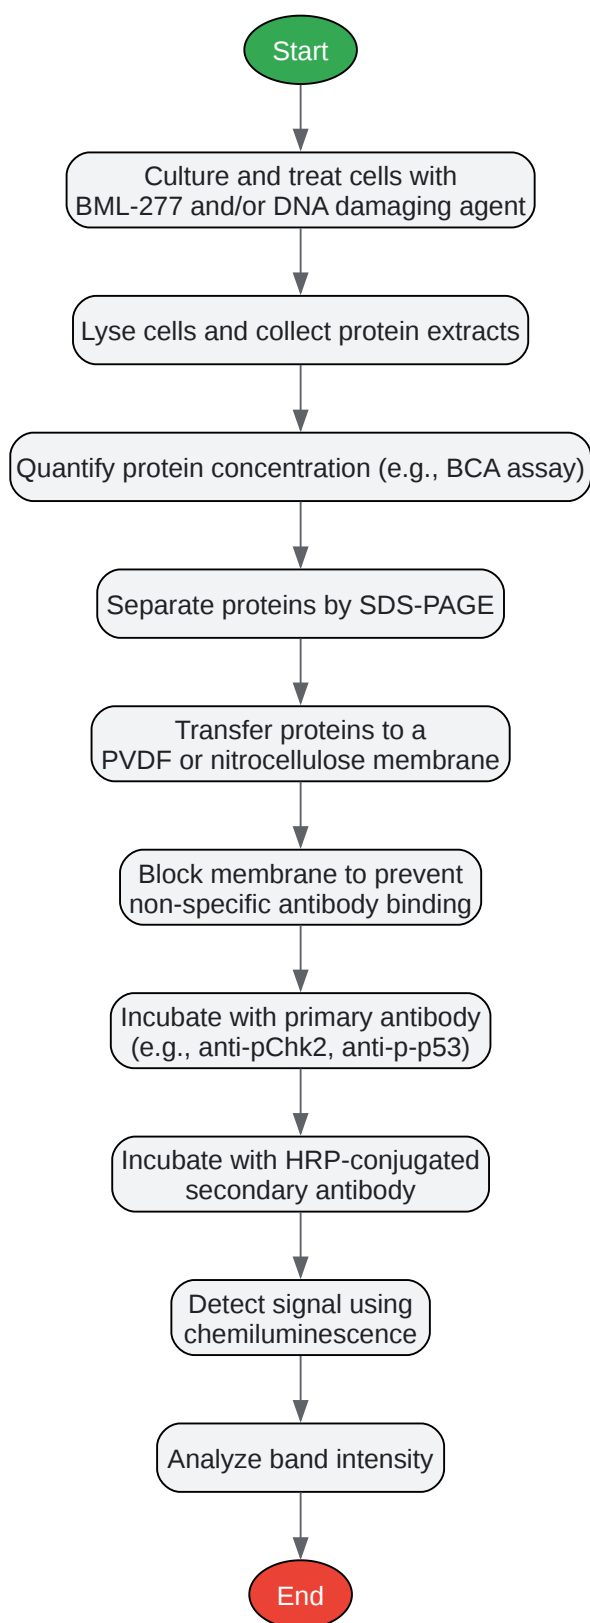 Start
Culture and treat cells with
BML-277 and/or DNA damaging agent
Lyse cells and collect protein extracts
Quantify protein concentration (e.g., BCA assay)
Separate proteins by SDS-PAGE
Transfer proteins to a
PVDF or nitrocellulose membrane
Block membrane to prevent
non-specific antibody binding
Incubate with primary antibody
(e.g., anti-pChk2, anti-p-p53)
Incubate with HRP-conjugated
secondary antibody
Detect signal using
chemiluminescence
Analyze band intensity
End